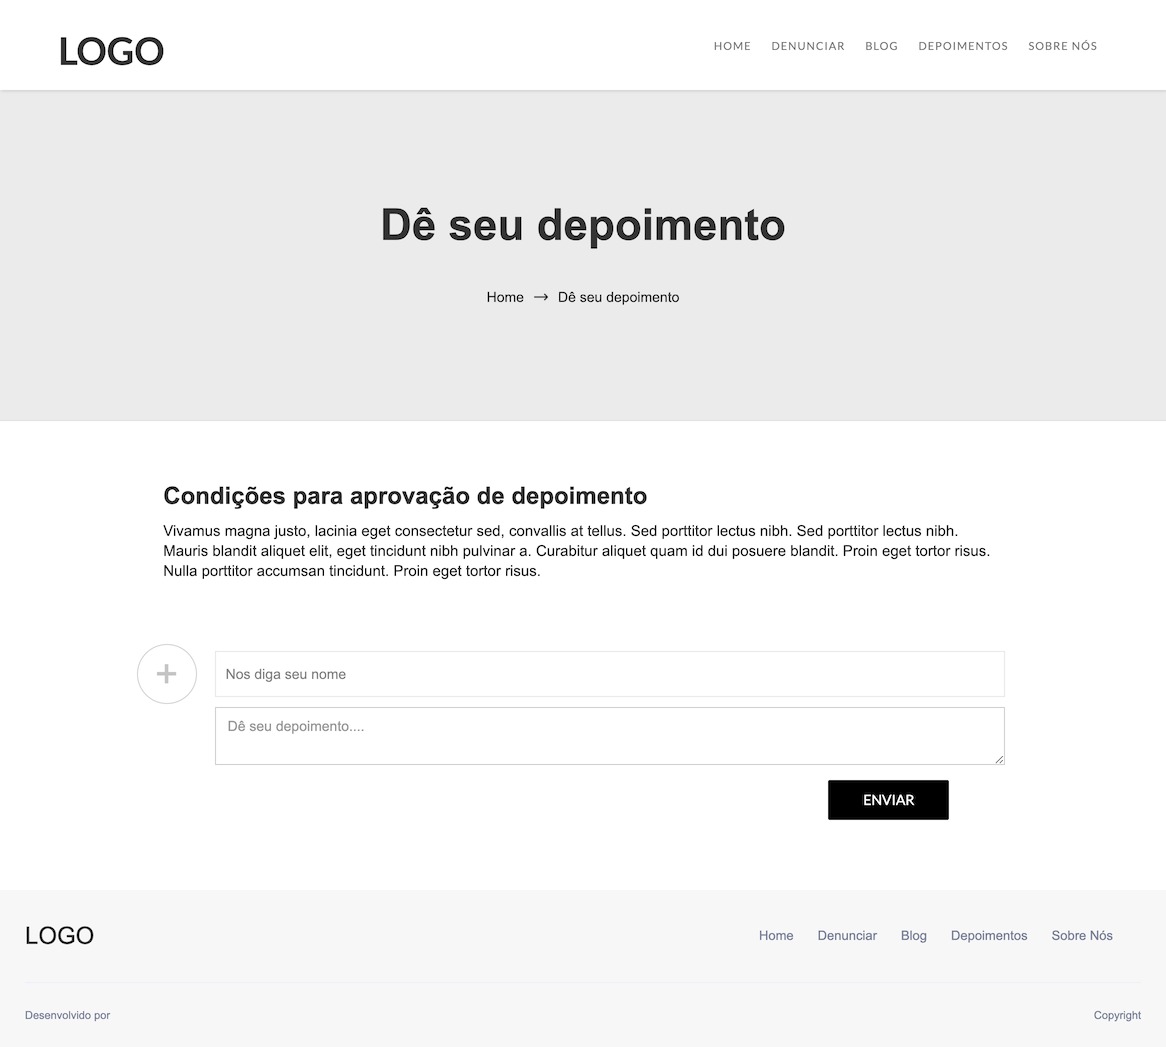 LOGO
HOME DENUNCIAR BLOG DEPOIMENTOS SOBRE NÓS
Dê seu depoimento
Home → Dê seu depoimento
Condições para aprovação de depoimento
Vivamus magna justo, lacinia eget consectetur sed, convallis at tellus. Sed porttitor lectus nibh. Sed porttitor lectus nibh.
Mauris blandit aliquet elit, eget tincidunt nibh pulvinar a. Curabitur aliquet quam id dui posuere blandit. Proin eget tortor risus.
Nulla porttitor accumsan tincidunt. Proin eget tortor risus.
Nos diga seu nome
Dê seu depoimento....
ENVIAR
LOGO
Home Denunciar Blog Depoimentos Sobre Nós
Desenvolvido por
Copyright